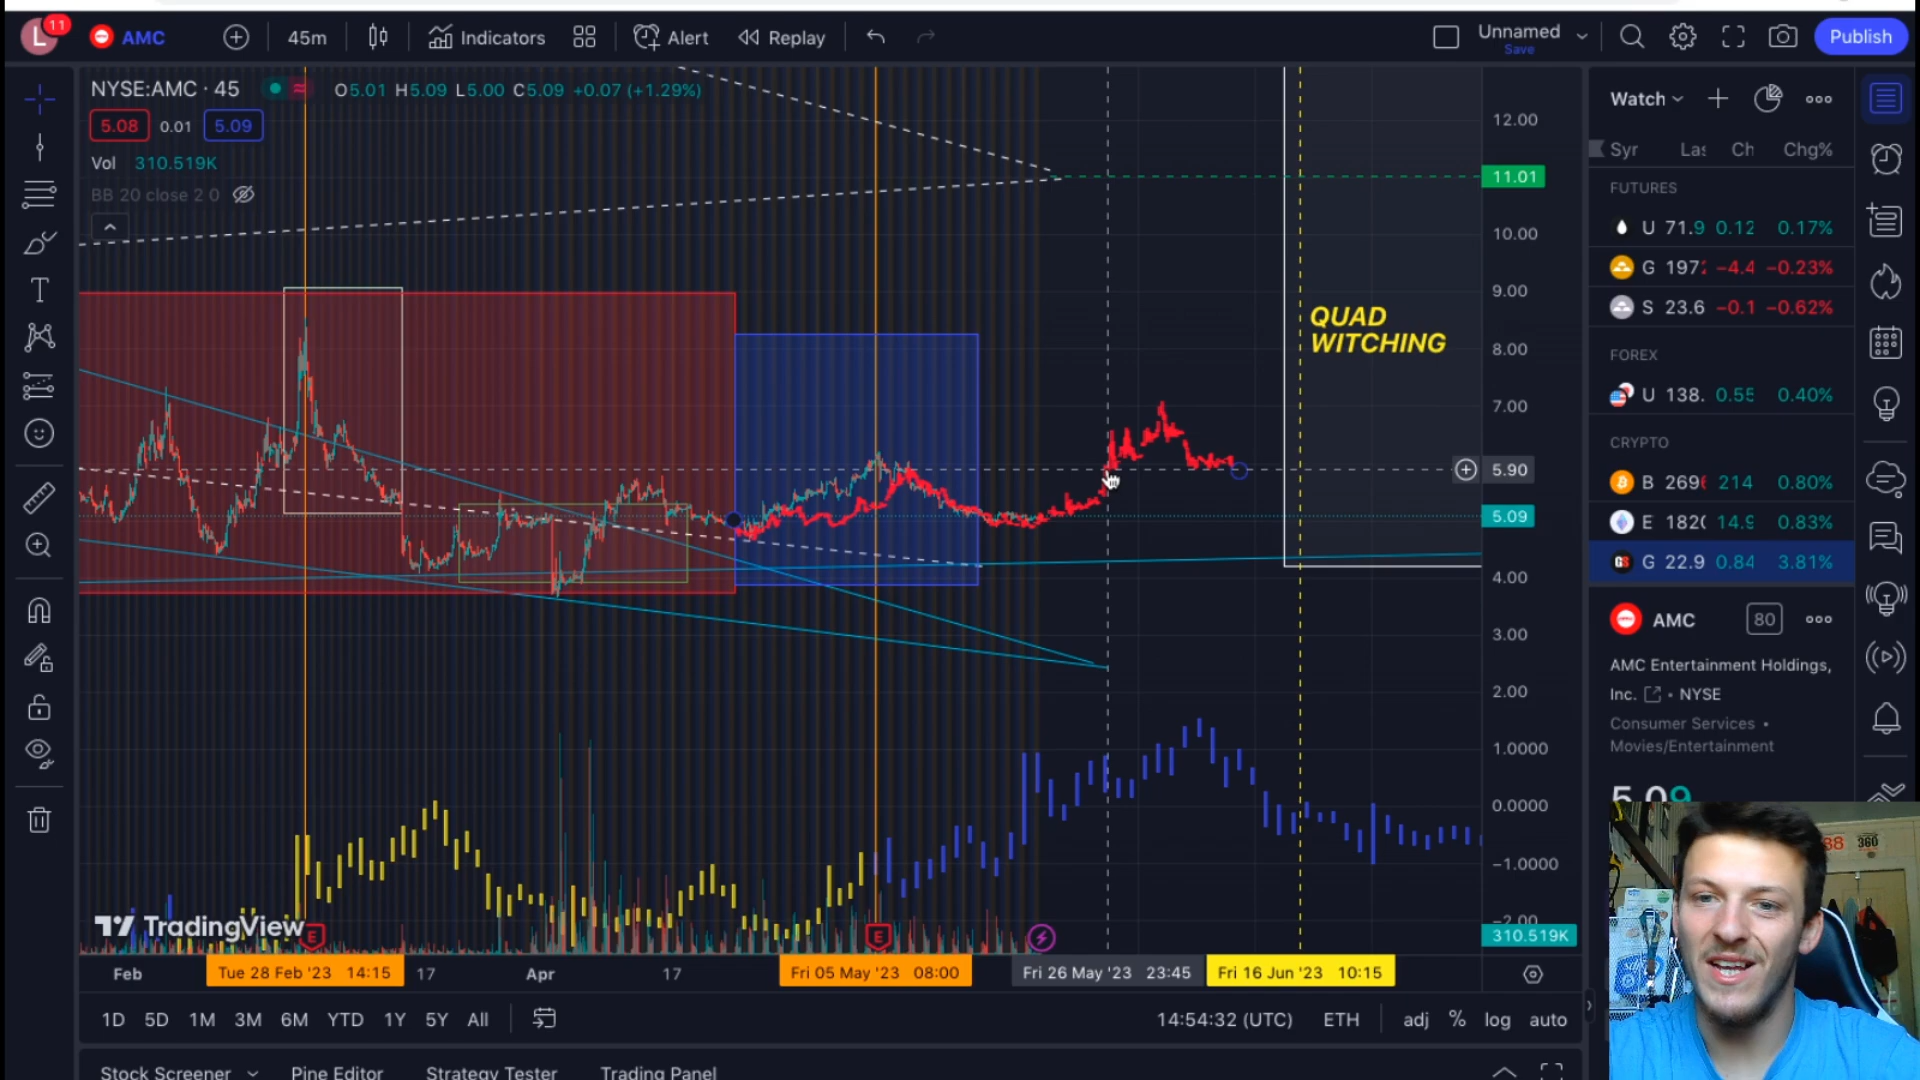 L 11 AMC 45m Indicators Alert Replay Unnamed Save Publish
NYSE:AMC · 45 O5.01 H5.09 L5.00 C5.09 +0.07 (+1.29%)
5.08 0.01 5.09
Vol 310.519K
BB 20 close 2 0
12.00
11.01
10.00
9.00
8.00
7.00
5.90
5.09
4.00
3.00
2.00
1.0000
0.0000
−1.0000
−2.00
310.519K
QUAD
WITCHING
TradingView
E
E
Feb Tue 28 Feb '23 14:15 17 Apr 17 Fri 05 May '23 08:00 Fri 26 May '23 23:45 Fri 16 Jun '23 10:15
1D 5D 1M 3M 6M YTD 1Y 5Y All 14:54:32 (UTC) ETH adj % log auto
Stock Screener Pine Editor Strategy Tester Trading Panel
Watch
Syr Las Ch Chg%
FUTURES
U 71.9 0.12 0.17%
G 197 −4.4 −0.23%
S 23.6 −0.1 −0.62%
FOREX
U 138. 0.55 0.40%
CRYPTO
B 269 214 0.80%
E 182 14.9 0.83%
G 22.9 0.84 3.81%
AMC 80
AMC Entertainment Holdings,
Inc. • NYSE
Consumer Services •
Movies/Entertainment
5.09
360